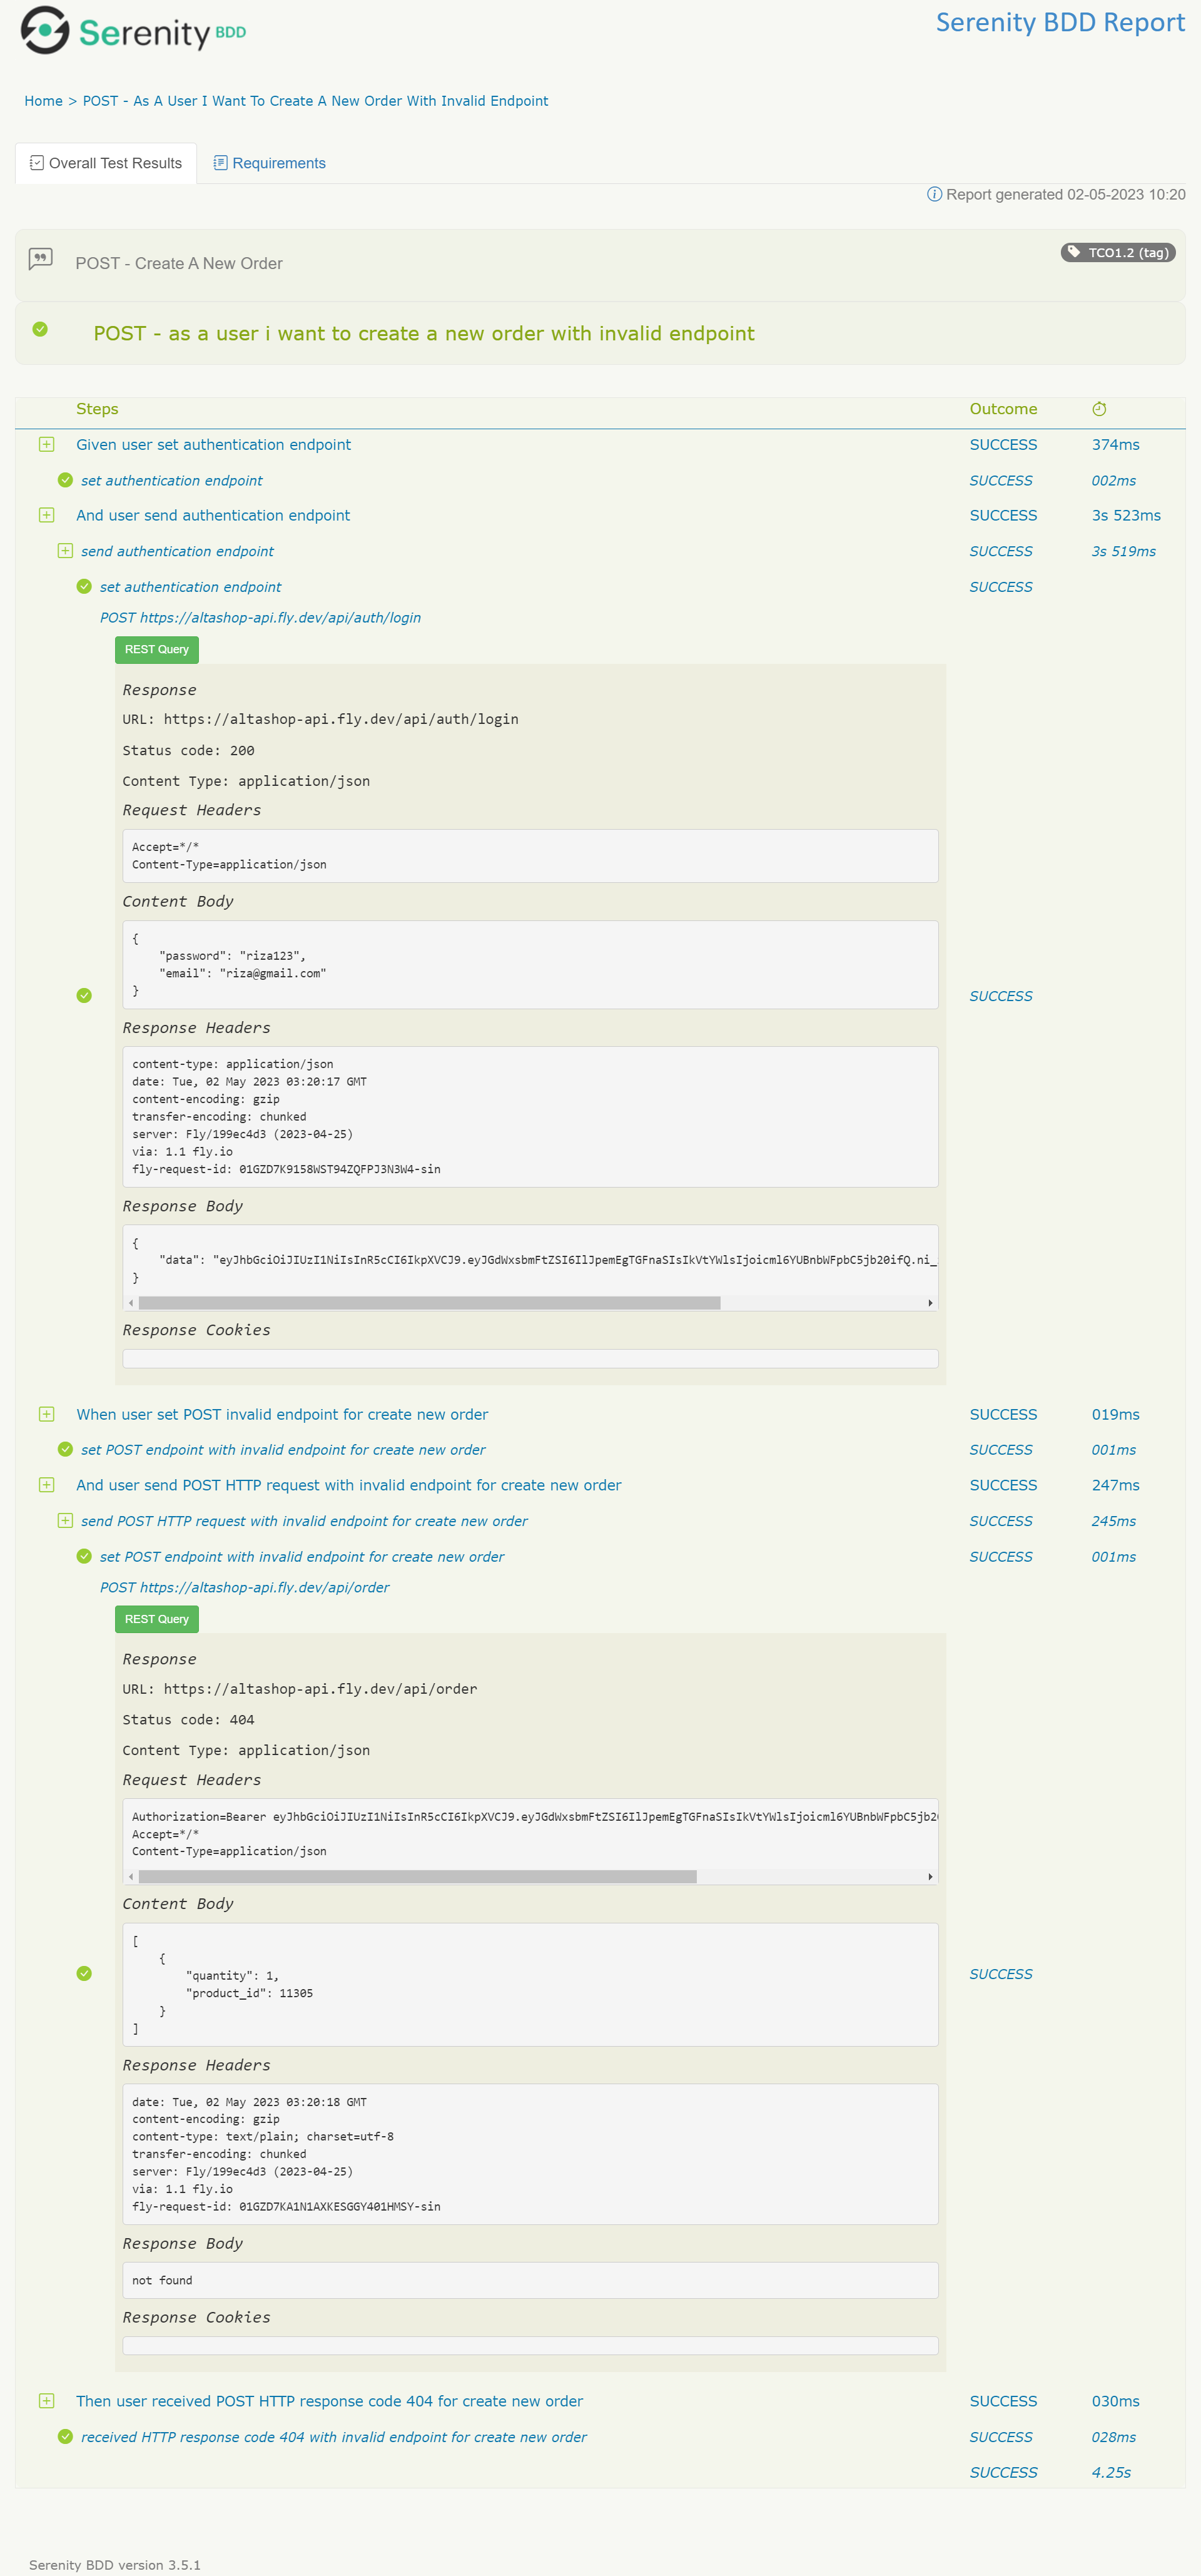 Serenity BDD
Serenity BDD Report
Home > POST - As A User I Want To Create A New Order With Invalid Endpoint
Overall Test Results
Requirements
Report generated 02-05-2023 10:20
POST - Create A New Order
TCO1.2 (tag)
POST - as a user i want to create a new order with invalid endpoint
Steps Outcome
Given user set authentication endpoint SUCCESS 374ms
set authentication endpoint SUCCESS 002ms
And user send authentication endpoint SUCCESS 3s 523ms
send authentication endpoint SUCCESS 3s 519ms
set authentication endpoint SUCCESS
POST https://altashop-api.fly.dev/api/auth/login
REST Query
Response
URL: https://altashop-api.fly.dev/api/auth/login
Status code: 200
Content Type: application/json
Request Headers
Accept=*/*
Content-Type=application/json
Content Body
{
"password": "riza123",
"email": "riza@gmail.com"
}
SUCCESS
Response Headers
content-type: application/json
date: Tue, 02 May 2023 03:20:17 GMT
content-encoding: gzip
transfer-encoding: chunked
server: Fly/199ec4d3 (2023-04-25)
via: 1.1 fly.io
fly-request-id: 01GZD7K9158WST94ZQFPJ3N3W4-sin
Response Body
{
"data": "eyJhbGciOiJIUzI1NiIsInR5cCI6IkpXVCJ9.eyJGdWxsbmFtZSI6IlJpemEgTGFnaSIsIkVtYWlsIjoicml6YUBnbWFpbC5jb20ifQ.ni_
}
Response Cookies
When user set POST invalid endpoint for create new order SUCCESS 019ms
set POST endpoint with invalid endpoint for create new order SUCCESS 001ms
And user send POST HTTP request with invalid endpoint for create new order SUCCESS 247ms
send POST HTTP request with invalid endpoint for create new order SUCCESS 245ms
set POST endpoint with invalid endpoint for create new order SUCCESS 001ms
POST https://altashop-api.fly.dev/api/order
REST Query
Response
URL: https://altashop-api.fly.dev/api/order
Status code: 404
Content Type: application/json
Request Headers
Authorization=Bearer eyJhbGciOiJIUzI1NiIsInR5cCI6IkpXVCJ9.eyJGdWxsbmFtZSI6IlJpemEgTGFnaSIsIkVtYWlsIjoicml6YUBnbWFpbC5jb20
Accept=*/*
Content-Type=application/json
Content Body
[
{
"quantity": 1,
"product_id": 11305
}
]
SUCCESS
Response Headers
date: Tue, 02 May 2023 03:20:18 GMT
content-encoding: gzip
content-type: text/plain; charset=utf-8
transfer-encoding: chunked
server: Fly/199ec4d3 (2023-04-25)
via: 1.1 fly.io
fly-request-id: 01GZD7KA1N1AXKESGGY401HMSY-sin
Response Body
not found
Response Cookies
Then user received POST HTTP response code 404 for create new order SUCCESS 030ms
received HTTP response code 404 with invalid endpoint for create new order SUCCESS 028ms
SUCCESS 4.25s
Serenity BDD version 3.5.1